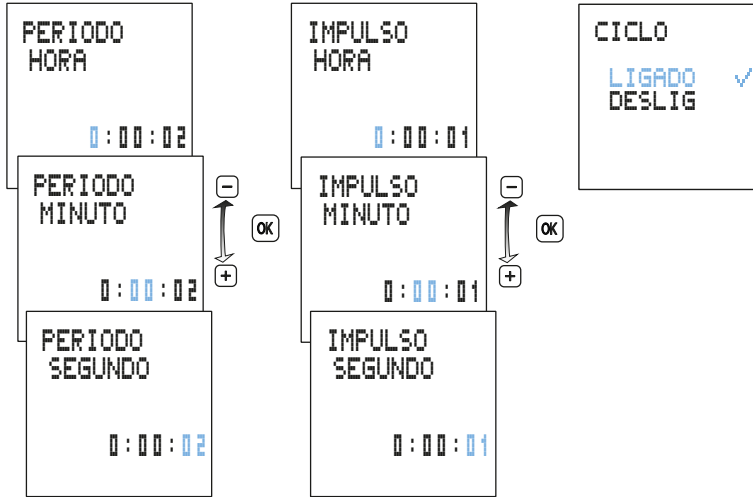 PERIODO
HORA
0:00:02
PERIODO
MINUTO
0:00:02
PERIODO
SEGUNDO
0:00:02
−
OK
+
IMPULSO
HORA
0:00:01
IMPULSO
MINUTO
0:00:01
IMPULSO
SEGUNDO
0:00:01
−
OK
+
CICLO
LIGADO ✓
DESLIG